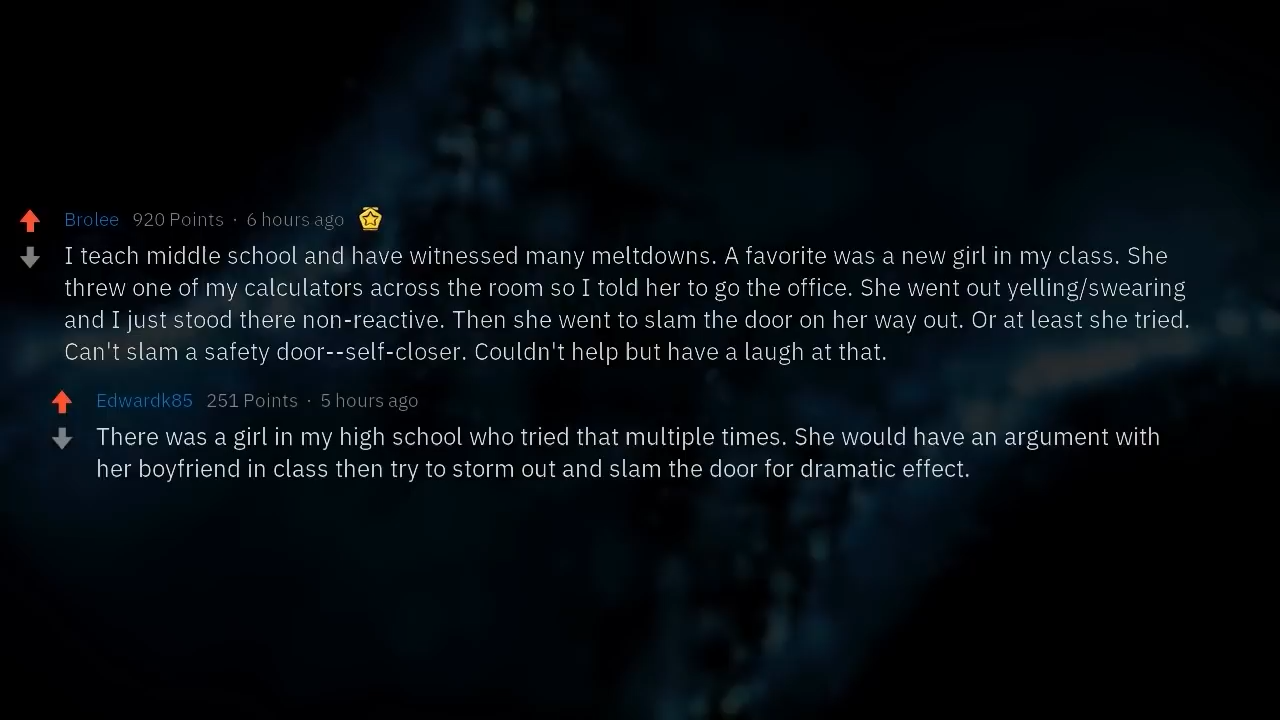 Brolee 920 Points · 6 hours ago
I teach middle school and have witnessed many meltdowns. A favorite was a new girl in my class. She
threw one of my calculators across the room so I told her to go the office. She went out yelling/swearing
and I just stood there non-reactive. Then she went to slam the door on her way out. Or at least she tried.
Can't slam a safety door--self-closer. Couldn't help but have a laugh at that.
Edwardk85 251 Points · 5 hours ago
There was a girl in my high school who tried that multiple times. She would have an argument with
her boyfriend in class then try to storm out and slam the door for dramatic effect.